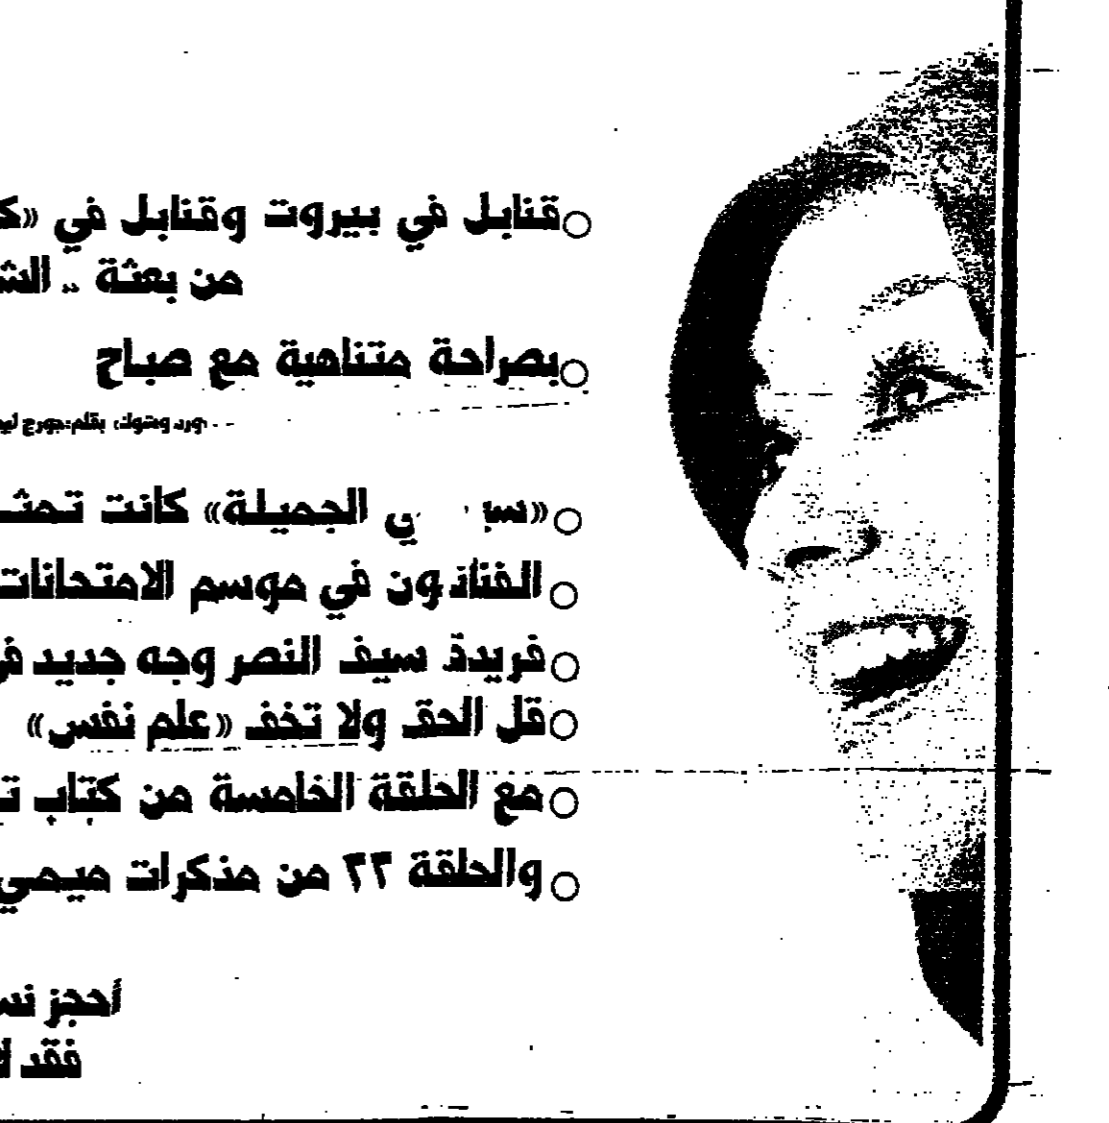 قنابل في بيروت وقنابل في «ك
من بعثة .. الش
بصراحة متناهية مع صباح
ورد وشوك، بقلم: جورج
ي الجميلة» كانت تمثـ
الفنانون في موسم الامتحانات
فريدة سيف النصر وجه جديد ف
قل الحق ولا تخف «علم نفس»
مع الحلقة الخامسة من كتاب
والحلقة ٢٣ من مذكرات ميمي
أحجز نس
فقد